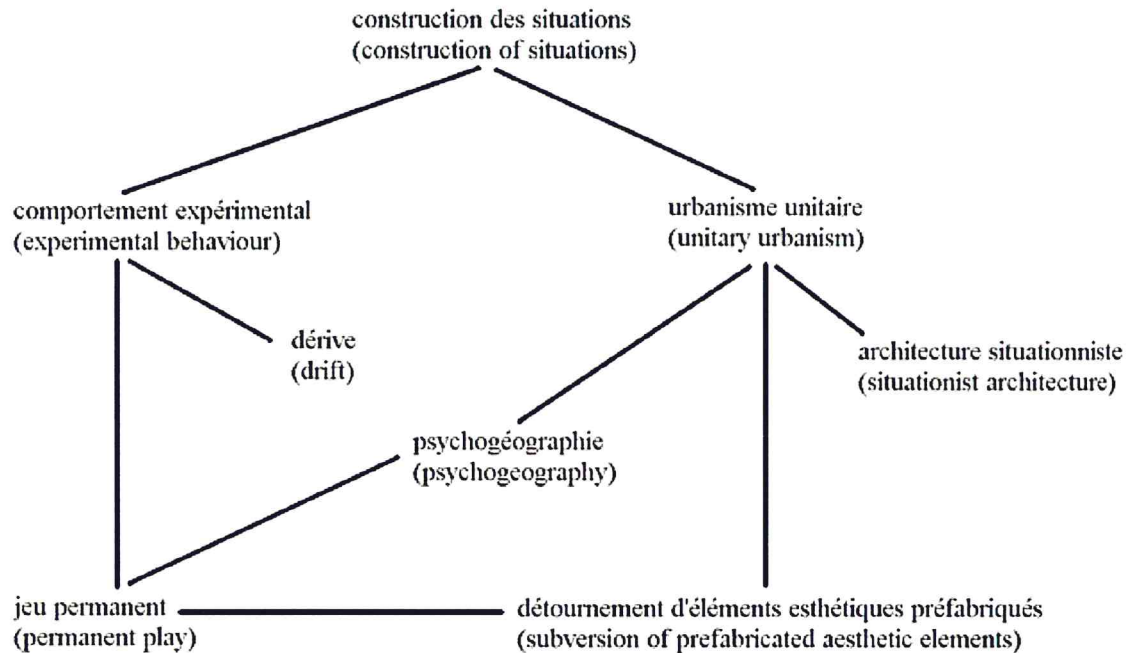 construction des situations
(construction of situations)
comportement expérimental
(experimental behaviour)
urbanisme unitaire
(unitary urbanism)
dérive
(drift)
architecture situationniste
(situationist architecture)
psychogéographie
(psychogeography)
jeu permanent
(permanent play)
détournement d'éléments esthétiques préfabriqués
(subversion of prefabricated aesthetic elements)